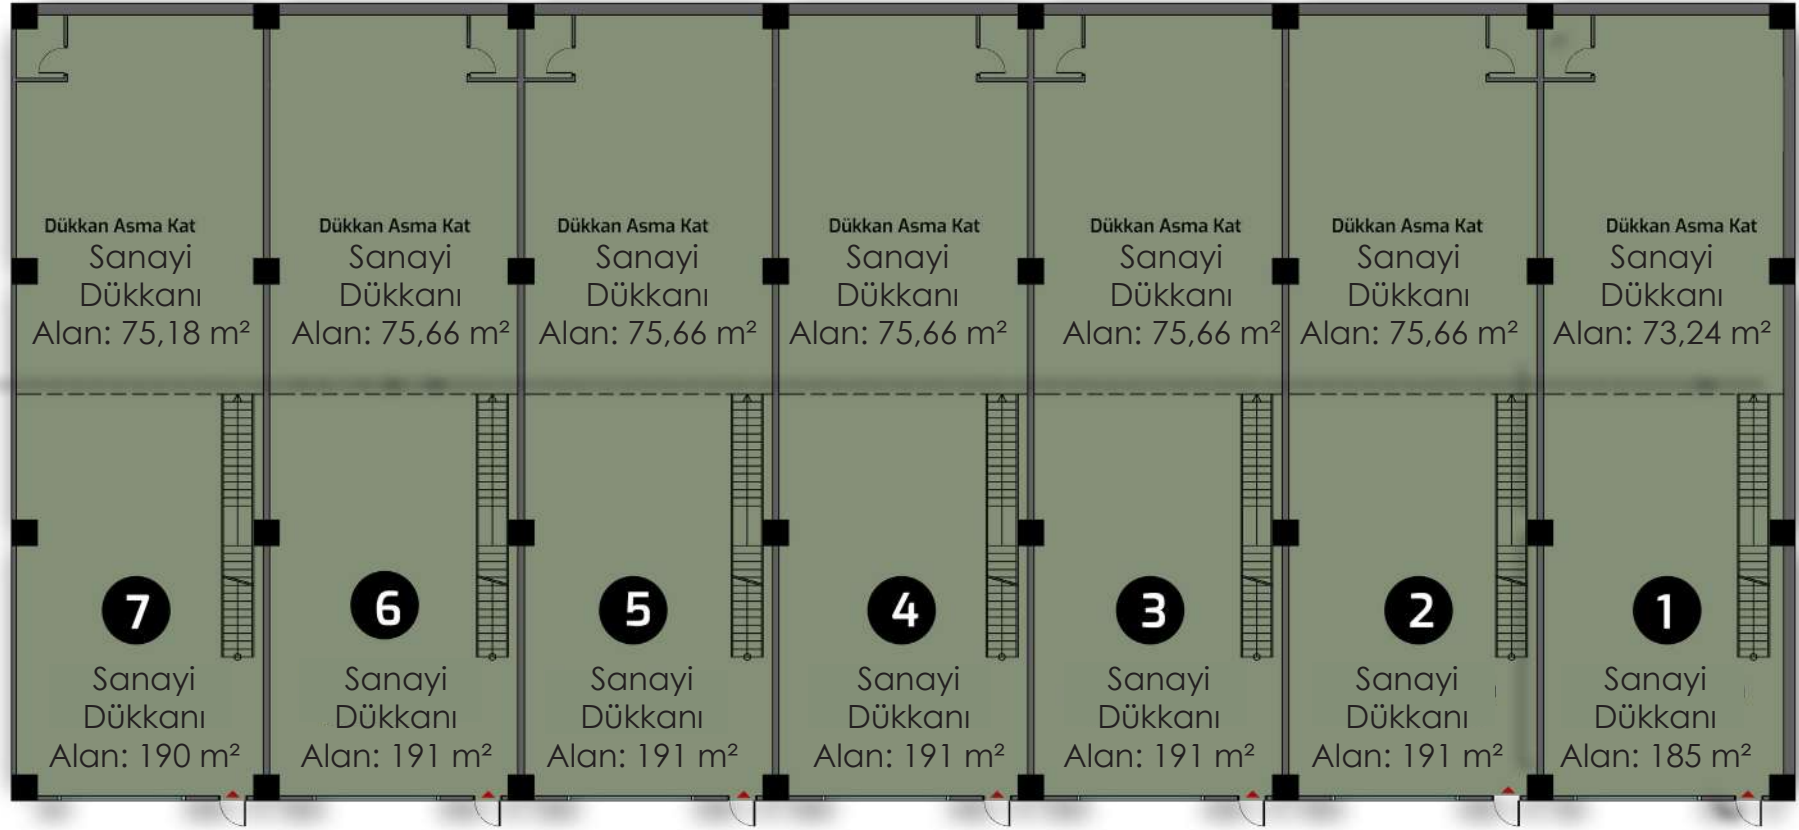 Dükkan Asma Kat
Sanayi
Dükkanı
Alan: 75,18 m²
Dükkan Asma Kat
Sanayi
Dükkanı
Alan: 75,66 m²
Dükkan Asma Kat
Sanayi
Dükkanı
Alan: 75,66 m²
Dükkan Asma Kat
Sanayi
Dükkanı
Alan: 75,66 m²
Dükkan Asma Kat
Sanayi
Dükkanı
Alan: 75,66 m²
Dükkan Asma Kat
Sanayi
Dükkanı
Alan: 75,66 m²
Dükkan Asma Kat
Sanayi
Dükkanı
Alan: 73,24 m²
7
Sanayi
Dükkanı
Alan: 190 m²
6
Sanayi
Dükkanı
Alan: 191 m²
5
Sanayi
Dükkanı
Alan: 191 m²
4
Sanayi
Dükkanı
Alan: 191 m²
3
Sanayi
Dükkanı
Alan: 191 m²
2
Sanayi
Dükkanı
Alan: 191 m²
1
Sanayi
Dükkanı
Alan: 185 m²